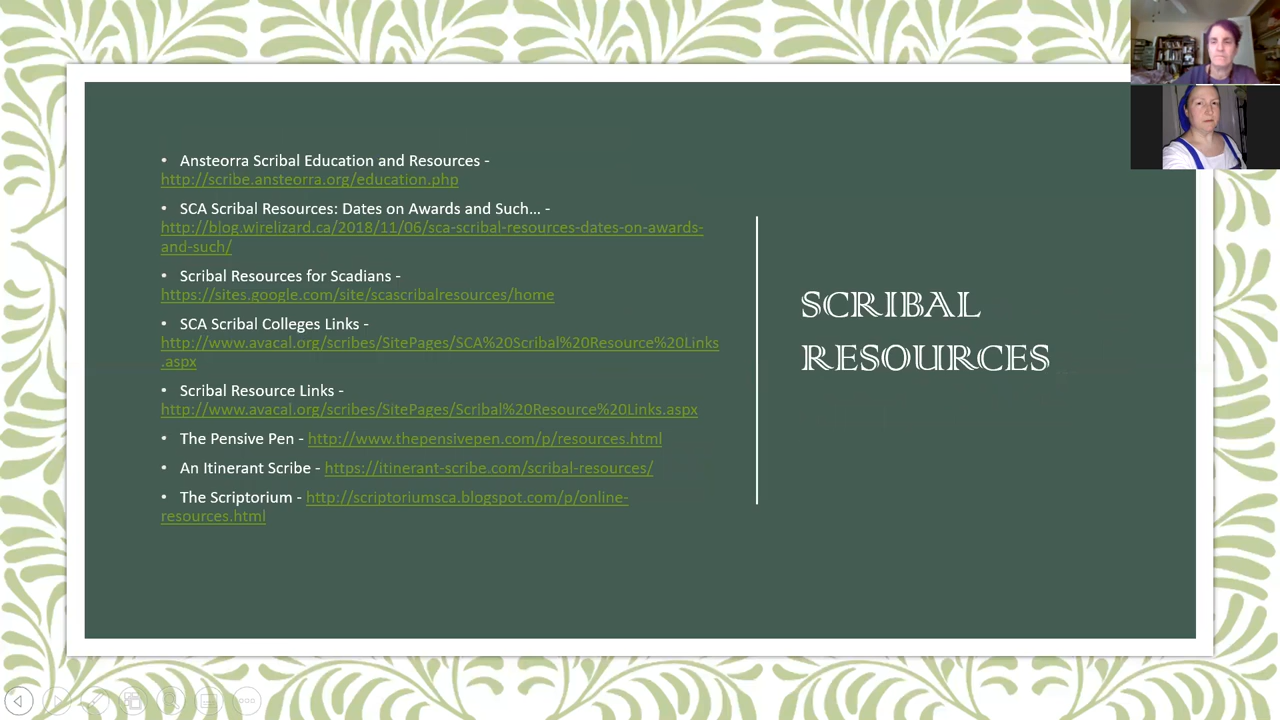 • Ansteorra Scribal Education and Resources -
http://scribe.ansteorra.org/education.php
• SCA Scribal Resources: Dates on Awards and Such... -
http://blog.wirelizard.ca/2018/11/06/sca-scribal-resources-dates-on-awards-
and-such/
• Scribal Resources for Scadians -
https://sites.google.com/site/scascribalresources/home
• SCA Scribal Colleges Links -
http://www.avacal.org/scribes/SitePages/SCA%20Scribal%20Resource%20Links
.aspx
• Scribal Resource Links -
http://www.avacal.org/scribes/SitePages/Scribal%20Resource%20Links.aspx
• The Pensive Pen - http://www.thepensivepen.com/p/resources.html
• An Itinerant Scribe - https://itinerant-scribe.com/scribal-resources/
• The Scriptorium - http://scriptoriumsca.blogspot.com/p/online-
resources.html
SCRIBAL
RESOURCES